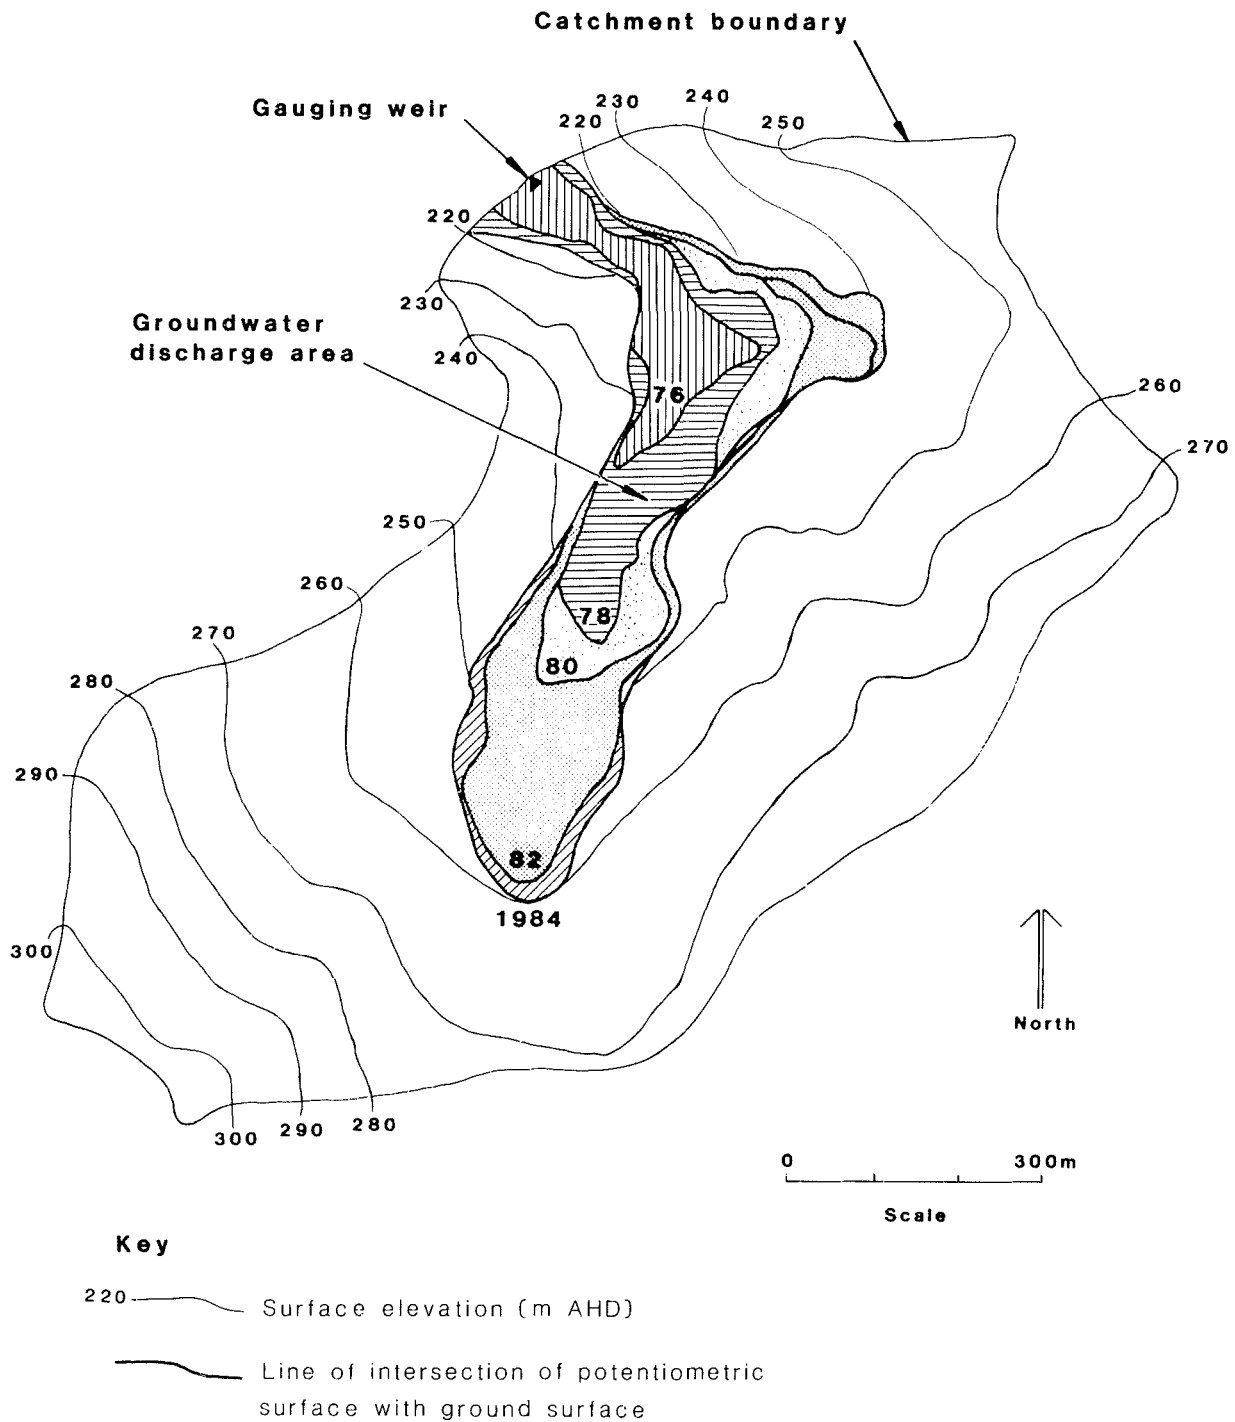 Catchment boundary
Gauging weir
230
240
220
250
220
230
Groundwater
discharge area
240
260
76
270
250
260
78
270
80
280
290
82
1984
300
North
300
290
280
0 300m
Scale
Key
220 Surface elevation (m AHD)
Line of intersection of potentiometric
surface with ground surface